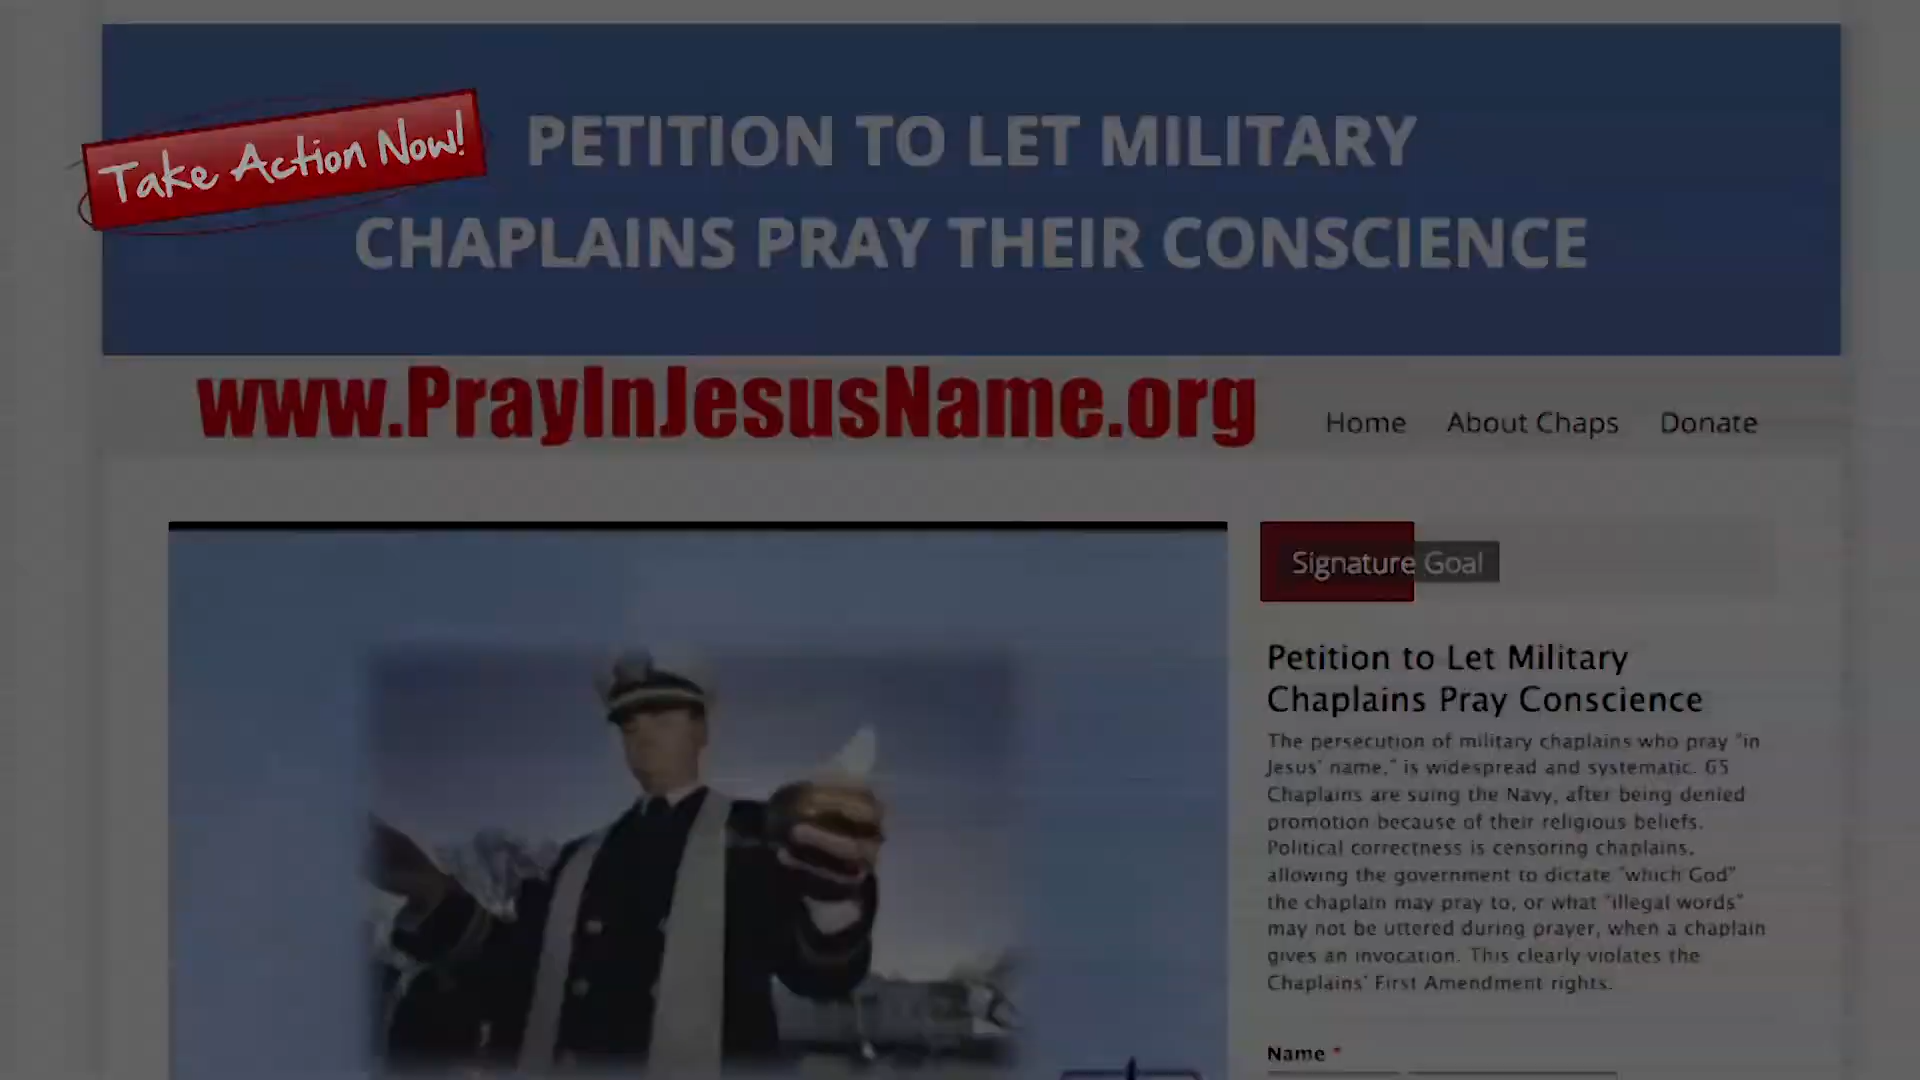 Take Action Now!
PETITION TO LET MILITARY
CHAPLAINS PRAY THEIR CONSCIENCE
www.PrayInJesusName.org
Home About Chaps Donate
Signature Goal
Petition to Let Military
Chaplains Pray Conscience
The persecution of military chaplains who pray "in
Jesus' name," is widespread and systematic. 65
Chaplains are suing the Navy, after being denied
promotion because of their religious beliefs.
Political correctness is censoring chaplains,
allowing the government to dictate "which God"
the chaplain may pray to, or what "illegal words"
may not be uttered during prayer, when a chaplain
gives an invocation. This clearly violates the
Chaplains' First Amendment rights.
Name *